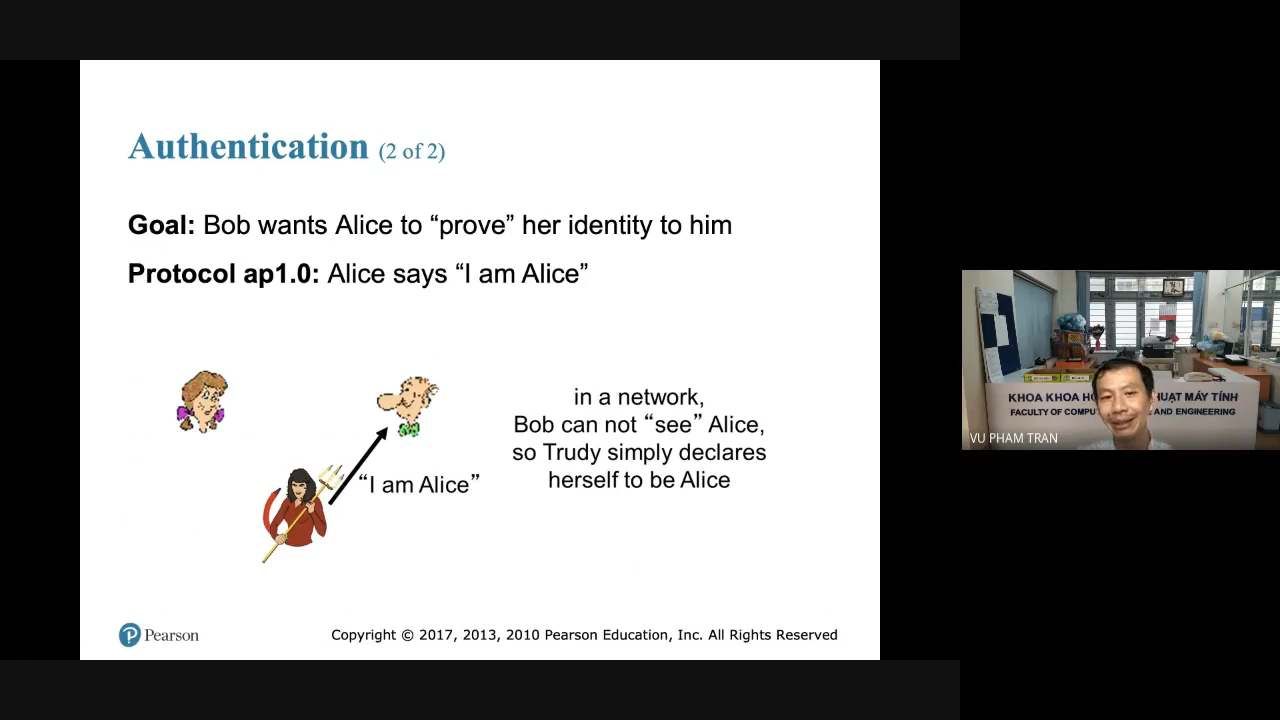 Authentication (2 of 2)
Goal: Bob wants Alice to “prove” her identity to him
Protocol ap1.0: Alice says “I am Alice”
in a network,
Bob can not “see” Alice,
so Trudy simply declares
herself to be Alice
“I am Alice”
Pearson
Copyright © 2017, 2013, 2010 Pearson Education, Inc. All Rights Reserved
KHOA KHOA HỌ UẬT MÁY TÍNH
FACULTY OF COMPU E AND ENGINEERING
VU PHAM TRAN